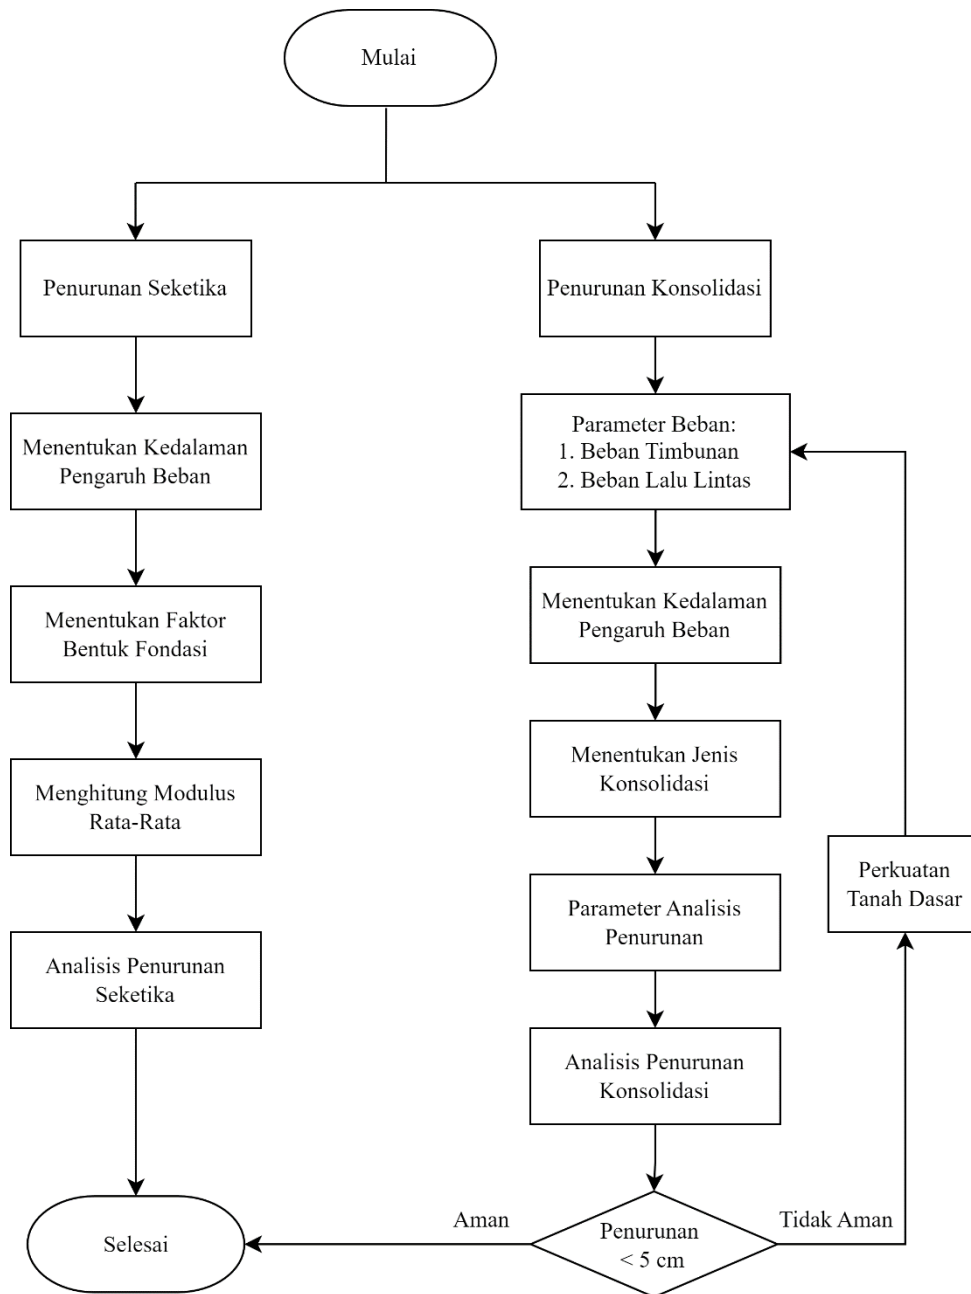 Mulai
Penurunan Seketika
Penurunan Konsolidasi
Menentukan Kedalaman
Pengaruh Beban
Parameter Beban:
1. Beban Timbunan
2. Beban Lalu Lintas
Menentukan Faktor
Bentuk Fondasi
Menentukan Kedalaman
Pengaruh Beban
Menghitung Modulus
Rata-Rata
Menentukan Jenis
Konsolidasi
Analisis Penurunan
Seketika
Parameter Analisis
Penurunan
Perkuatan
Tanah Dasar
Analisis Penurunan
Konsolidasi
Selesai
Aman
Penurunan
< 5 cm
Tidak Aman